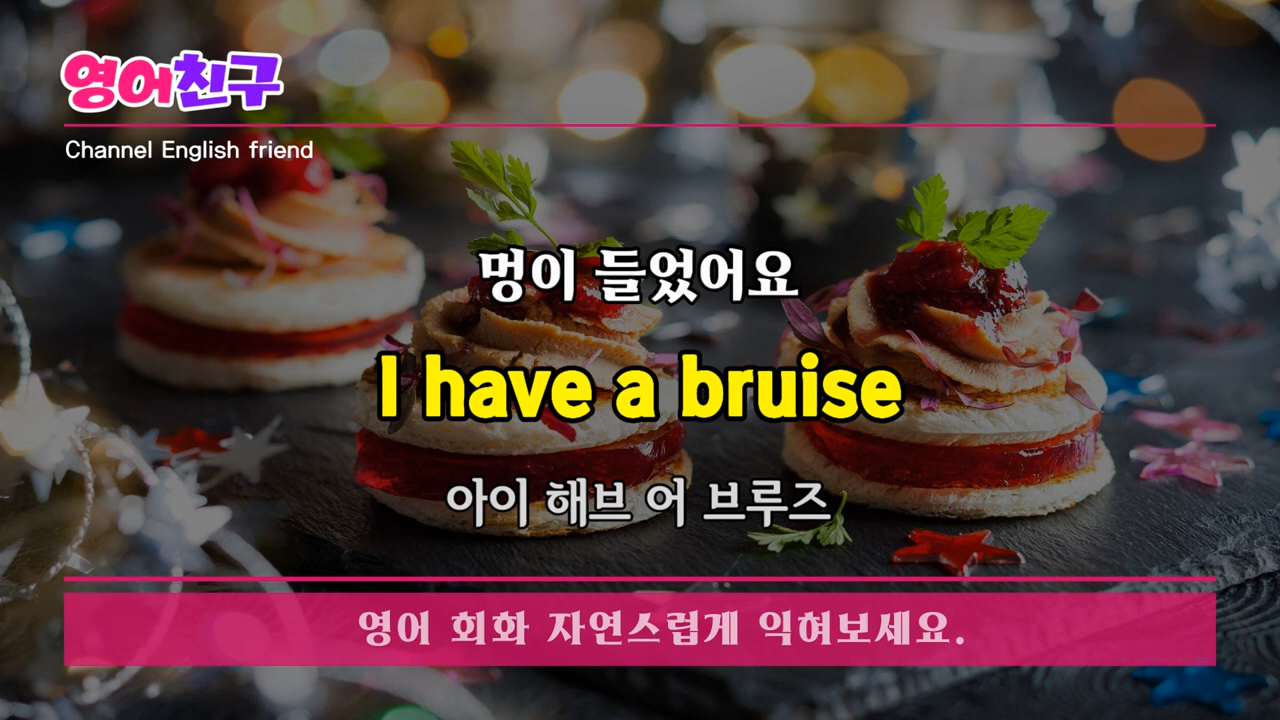 영어친구
Channel English friend
멍이 들었어요
I have a bruise
아이 해브 어 브루즈
영어 회화 자연스럽게 익혀보세요.